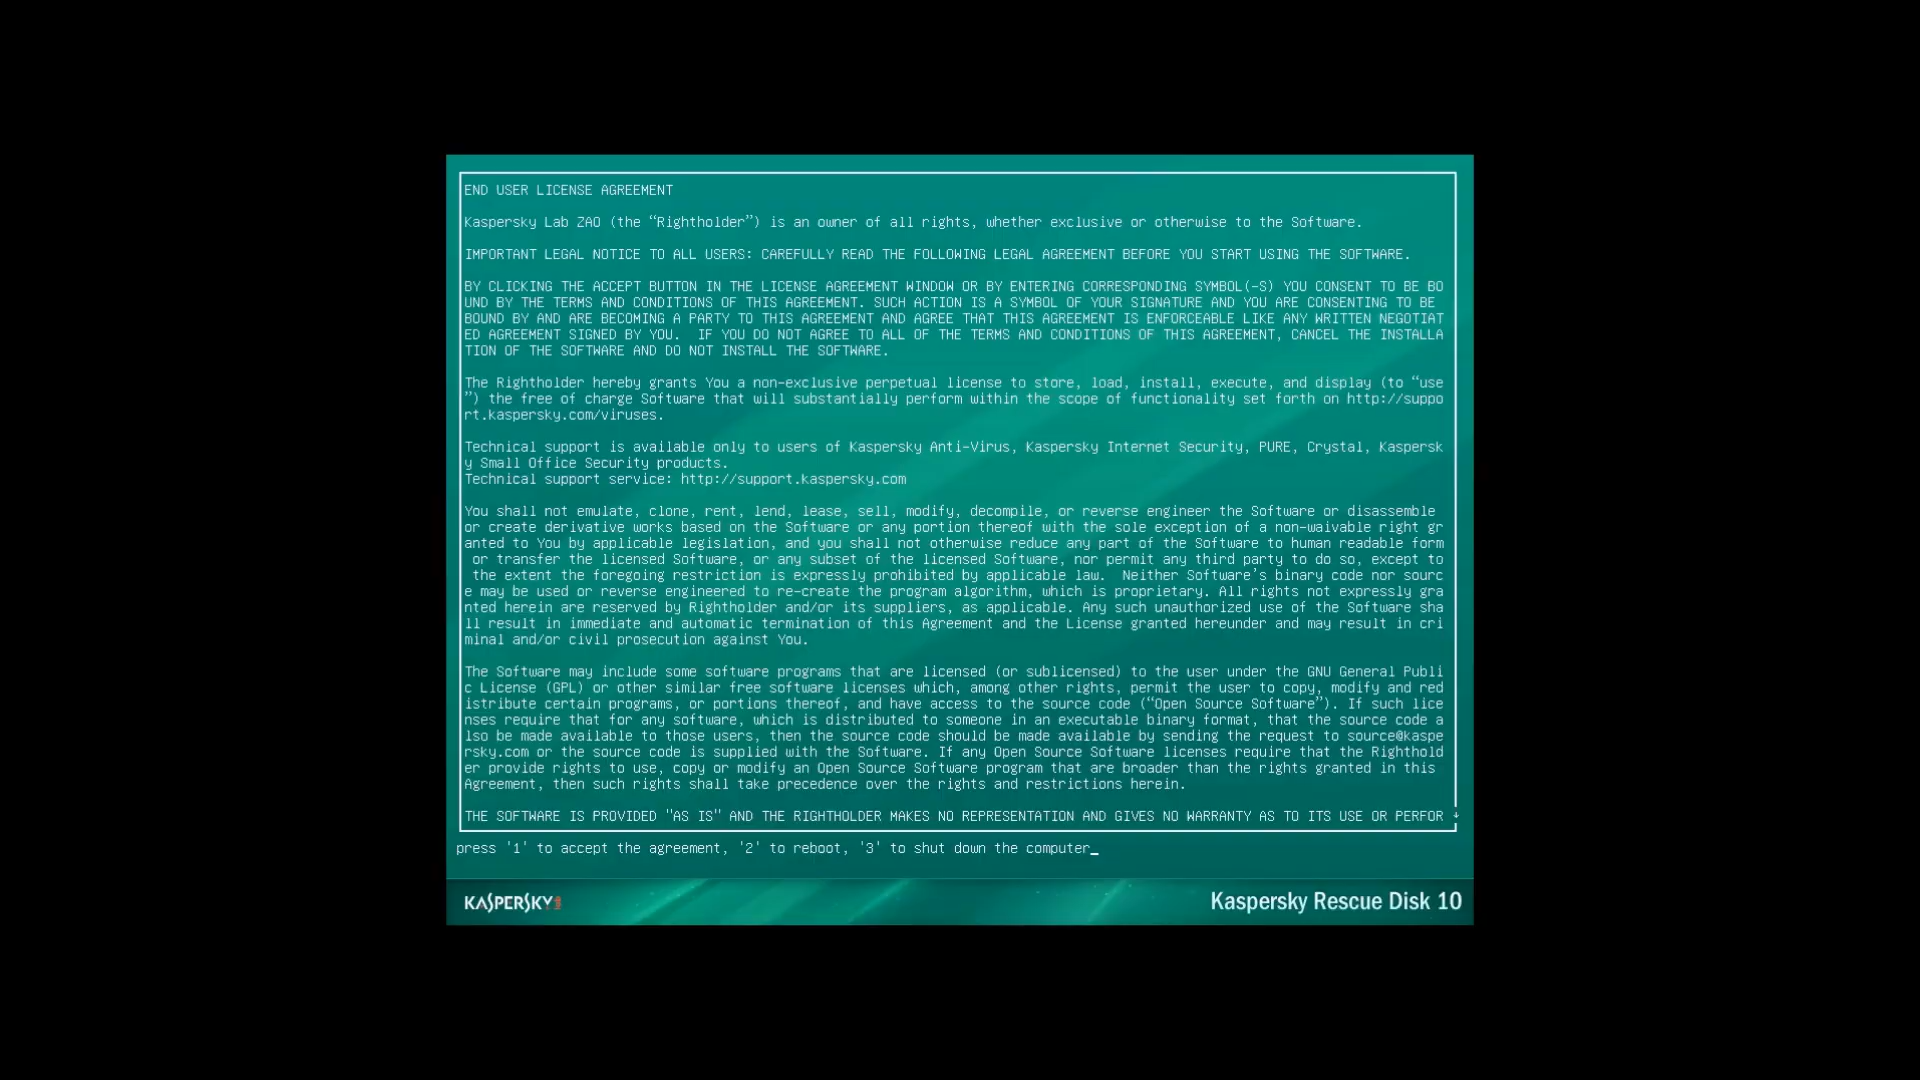 END USER LICENSE AGREEMENT
Kaspersky Lab ZAO (the “Rightholder”) is an owner of all rights, whether exclusive or otherwise to the Software.
IMPORTANT LEGAL NOTICE TO ALL USERS: CAREFULLY READ THE FOLLOWING LEGAL AGREEMENT BEFORE YOU START USING THE SOFTWARE.
BY CLICKING THE ACCEPT BUTTON IN THE LICENSE AGREEMENT WINDOW OR BY ENTERING CORRESPONDING SYMBOL(-S) YOU CONSENT TO BE BO
UND BY THE TERMS AND CONDITIONS OF THIS AGREEMENT. SUCH ACTION IS A SYMBOL OF YOUR SIGNATURE AND YOU ARE CONSENTING TO BE
BOUND BY AND ARE BECOMING A PARTY TO THIS AGREEMENT AND AGREE THAT THIS AGREEMENT IS ENFORCEABLE LIKE ANY WRITTEN NEGOTIAT
ED AGREEMENT SIGNED BY YOU.  IF YOU DO NOT AGREE TO ALL OF THE TERMS AND CONDITIONS OF THIS AGREEMENT, CANCEL THE INSTALLA
TION OF THE SOFTWARE AND DO NOT INSTALL THE SOFTWARE.
The Rightholder hereby grants You a non-exclusive perpetual license to store, load, install, execute, and display (to “use
”) the free of charge Software that will substantially perform within the scope of functionality set forth on http://suppo
rt.kaspersky.com/viruses.
Technical support is available only to users of Kaspersky Anti-Virus, Kaspersky Internet Security, PURE, Crystal, Kaspersk
y Small Office Security products.
Technical support service: http://support.kaspersky.com
You shall not emulate, clone, rent, lend, lease, sell, modify, decompile, or reverse engineer the Software or disassemble
or create derivative works based on the Software or any portion thereof with the sole exception of a non-waivable right gr
anted to You by applicable legislation, and you shall not otherwise reduce any part of the Software to human readable form
or transfer the licensed Software, or any subset of the licensed Software, nor permit any third party to do so, except to
the extent the foregoing restriction is expressly prohibited by applicable law.  Neither Software’s binary code nor sourc
e may be used or reverse engineered to re-create the program algorithm, which is proprietary. All rights not expressly gra
nted herein are reserved by Rightholder and/or its suppliers, as applicable. Any such unauthorized use of the Software sha
ll result in immediate and automatic termination of this Agreement and the License granted hereunder and may result in cri
minal and/or civil prosecution against You.
The Software may include some software programs that are licensed (or sublicensed) to the user under the GNU General Publi
c License (GPL) or other similar free software licenses which, among other rights, permit the user to copy, modify and red
istribute certain programs, or portions thereof, and have access to the source code (“Open Source Software”). If such lice
nses require that for any software, which is distributed to someone in an executable binary format, that the source code a
lso be made available to those users, then the source code should be made available by sending the request to source@kaspe
rsky.com or the source code is supplied with the Software. If any Open Source Software licenses require that the Righthold
er provide rights to use, copy or modify an Open Source Software program that are broader than the rights granted in this
Agreement, then such rights shall take precedence over the rights and restrictions herein.
THE SOFTWARE IS PROVIDED "AS IS" AND THE RIGHTHOLDER MAKES NO REPRESENTATION AND GIVES NO WARRANTY AS TO ITS USE OR PERFOR
press '1' to accept the agreement, '2' to reboot, '3' to shut down the computer_
KASPERSKY
Kaspersky Rescue Disk 10